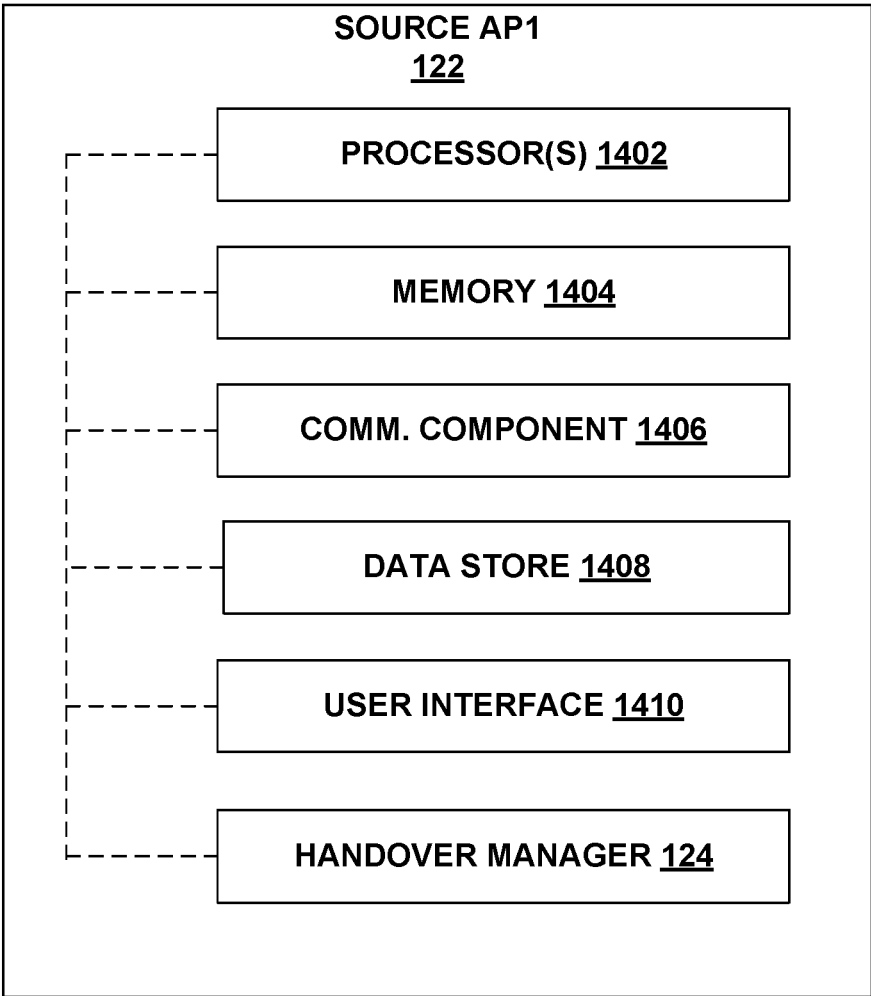 SOURCE AP1
122
PROCESSOR(S) 1402
MEMORY 1404
COMM. COMPONENT 1406
DATA STORE 1408
USER INTERFACE 1410
HANDOVER MANAGER 124